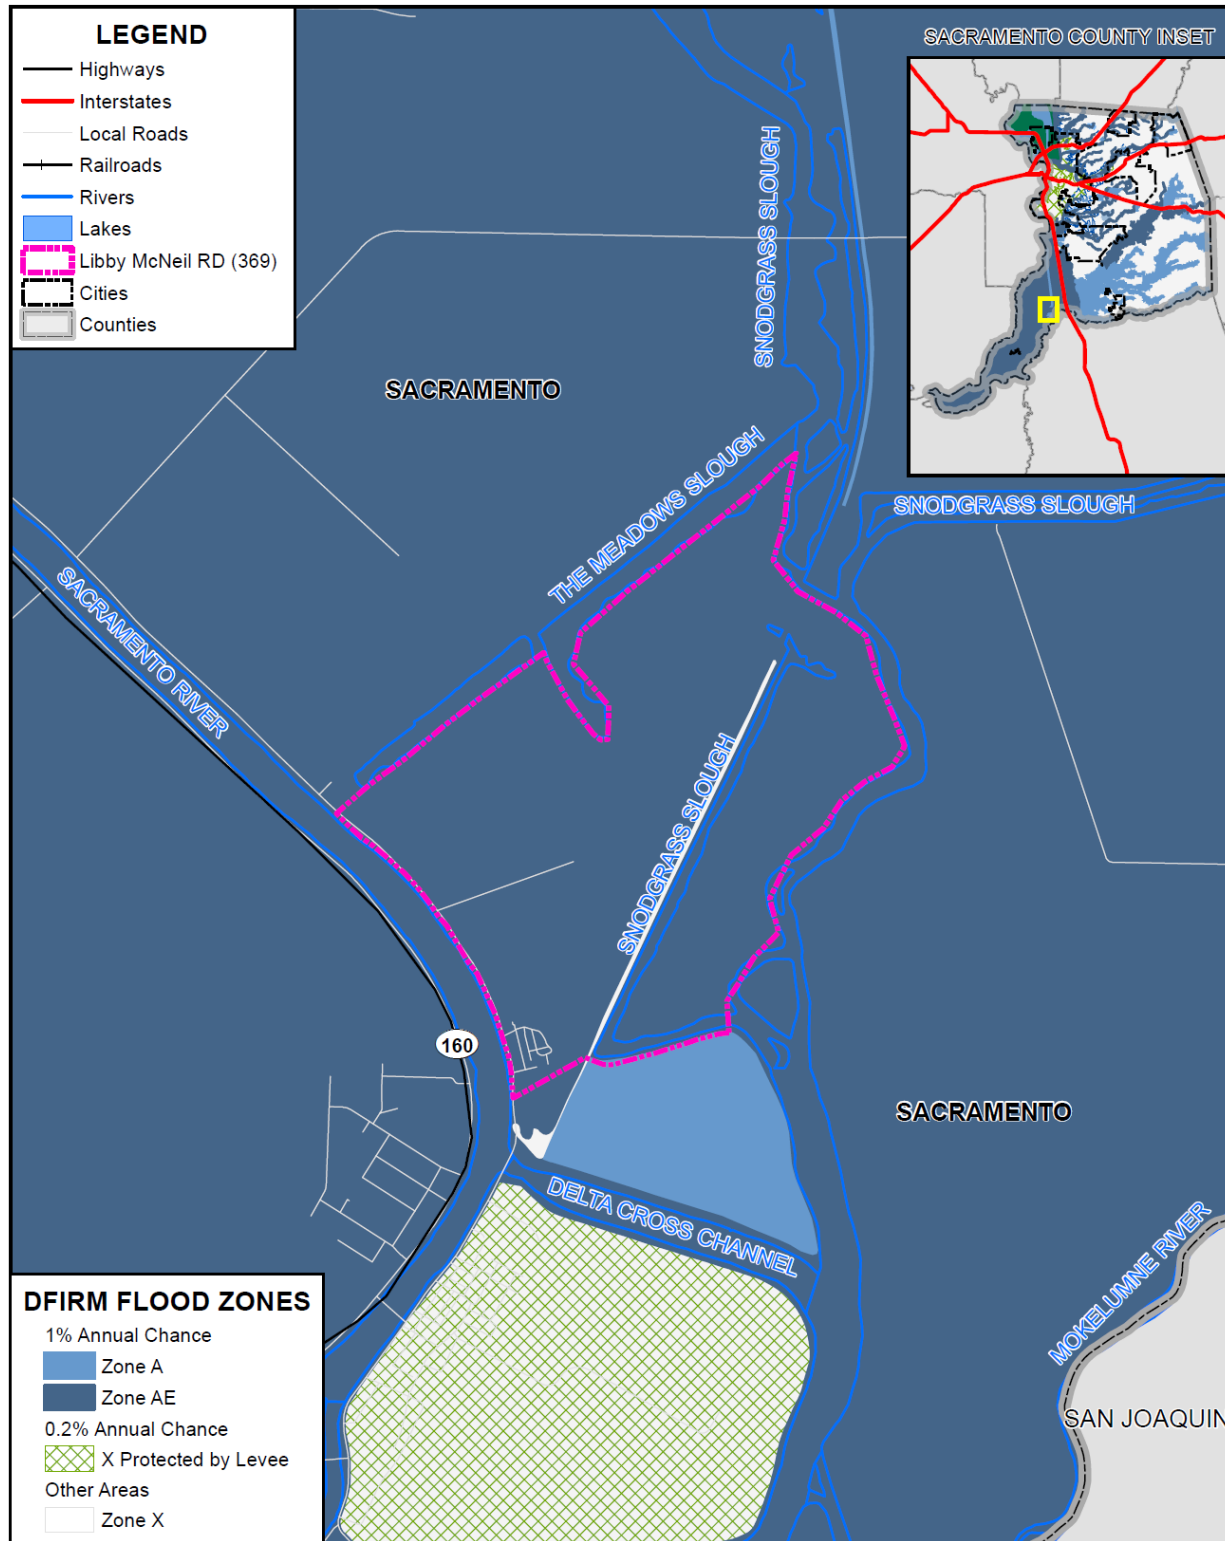 LEGEND
Highways
Interstates
Local Roads
Railroads
Rivers
Lakes
Libby McNeil RD (369)
Cities
Counties
SACRAMENTO COUNTY INSET
SNODGRASS SLOUGH
SNODGRASS SLOUGH
SACRAMENTO
THE MEADOWS SLOUGH
SNODGRASS SLOUGH
SACRAMENTO RIVER
SNODGRASS SLOUGH
160
SACRAMENTO
DELTA CROSS CHANNEL
MOKELUMNE RIVER
SAN JOAQUIN
DFIRM FLOOD ZONES
1% Annual Chance
Zone A
Zone AE
0.2% Annual Chance
X Protected by Levee
Other Areas
Zone X